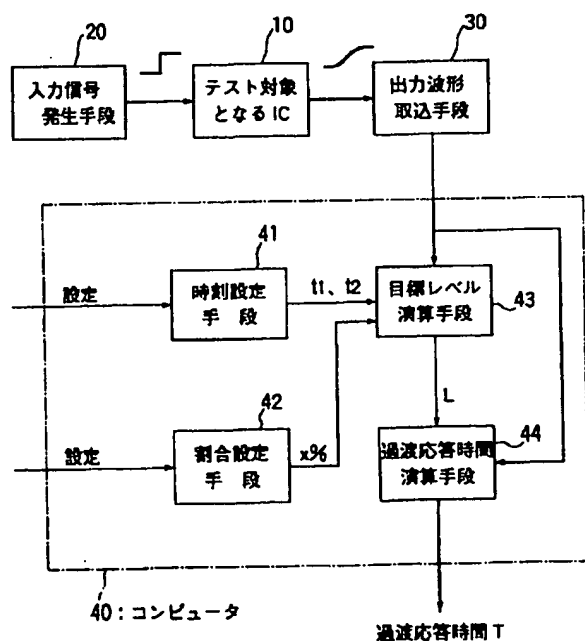 20
10
30
入力信号
発生手段
テスト対象
となるIC
出力波形
取込手段
41
設定
時刻設定
手 段
t1、t2
目標レベル
演算手段
43
42
L
設定
割合設定
手 段
x%
44
過渡応答時間
演算手段
40:コンピュータ
過渡応答時間 T